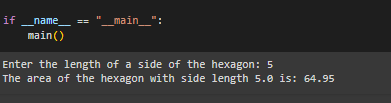 if __name__ == "__main__":
    main()
Enter the length of a side of the hexagon: 5
The area of the hexagon with side length 5.0 is: 64.95